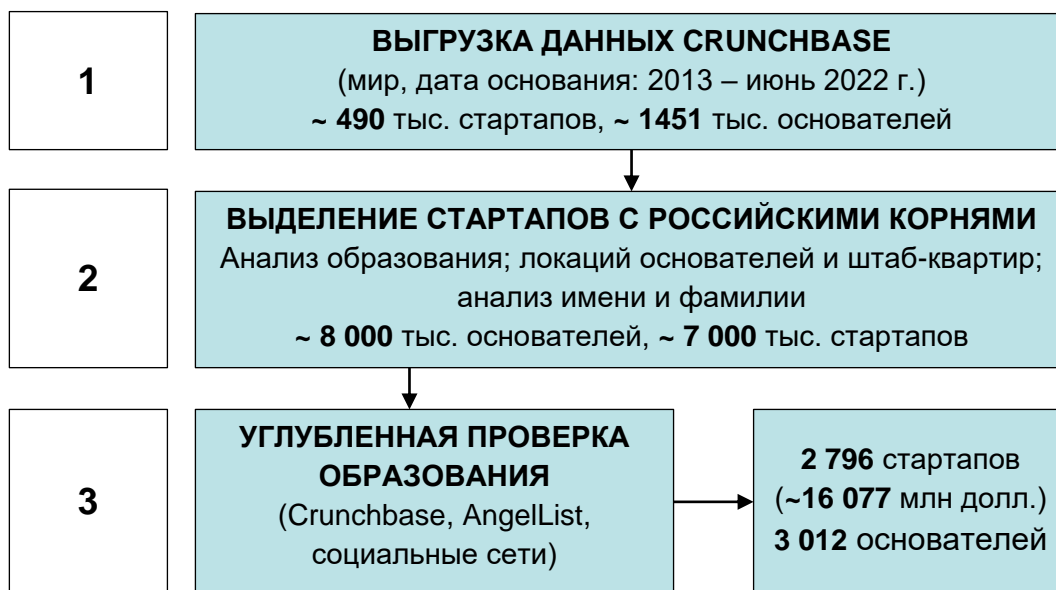 1
ВЫГРУЗКА ДАННЫХ CRUNCHBASE
(мир, дата основания: 2013 – июнь 2022 г.)
~ 490 тыс. стартапов, ~ 1451 тыс. основателей
2
ВЫДЕЛЕНИЕ СТАРТАПОВ С РОССИЙСКИМИ КОРНЯМИ
Анализ образования; локаций основателей и штаб-квартир;
анализ имени и фамилии
~ 8 000 тыс. основателей, ~ 7 000 тыс. стартапов
3
УГЛУБЛЕННАЯ ПРОВЕРКА
ОБРАЗОВАНИЯ
(Crunchbase, AngelList,
социальные сети)
2 796 стартапов
(~16 077 млн долл.)
3 012 основателей